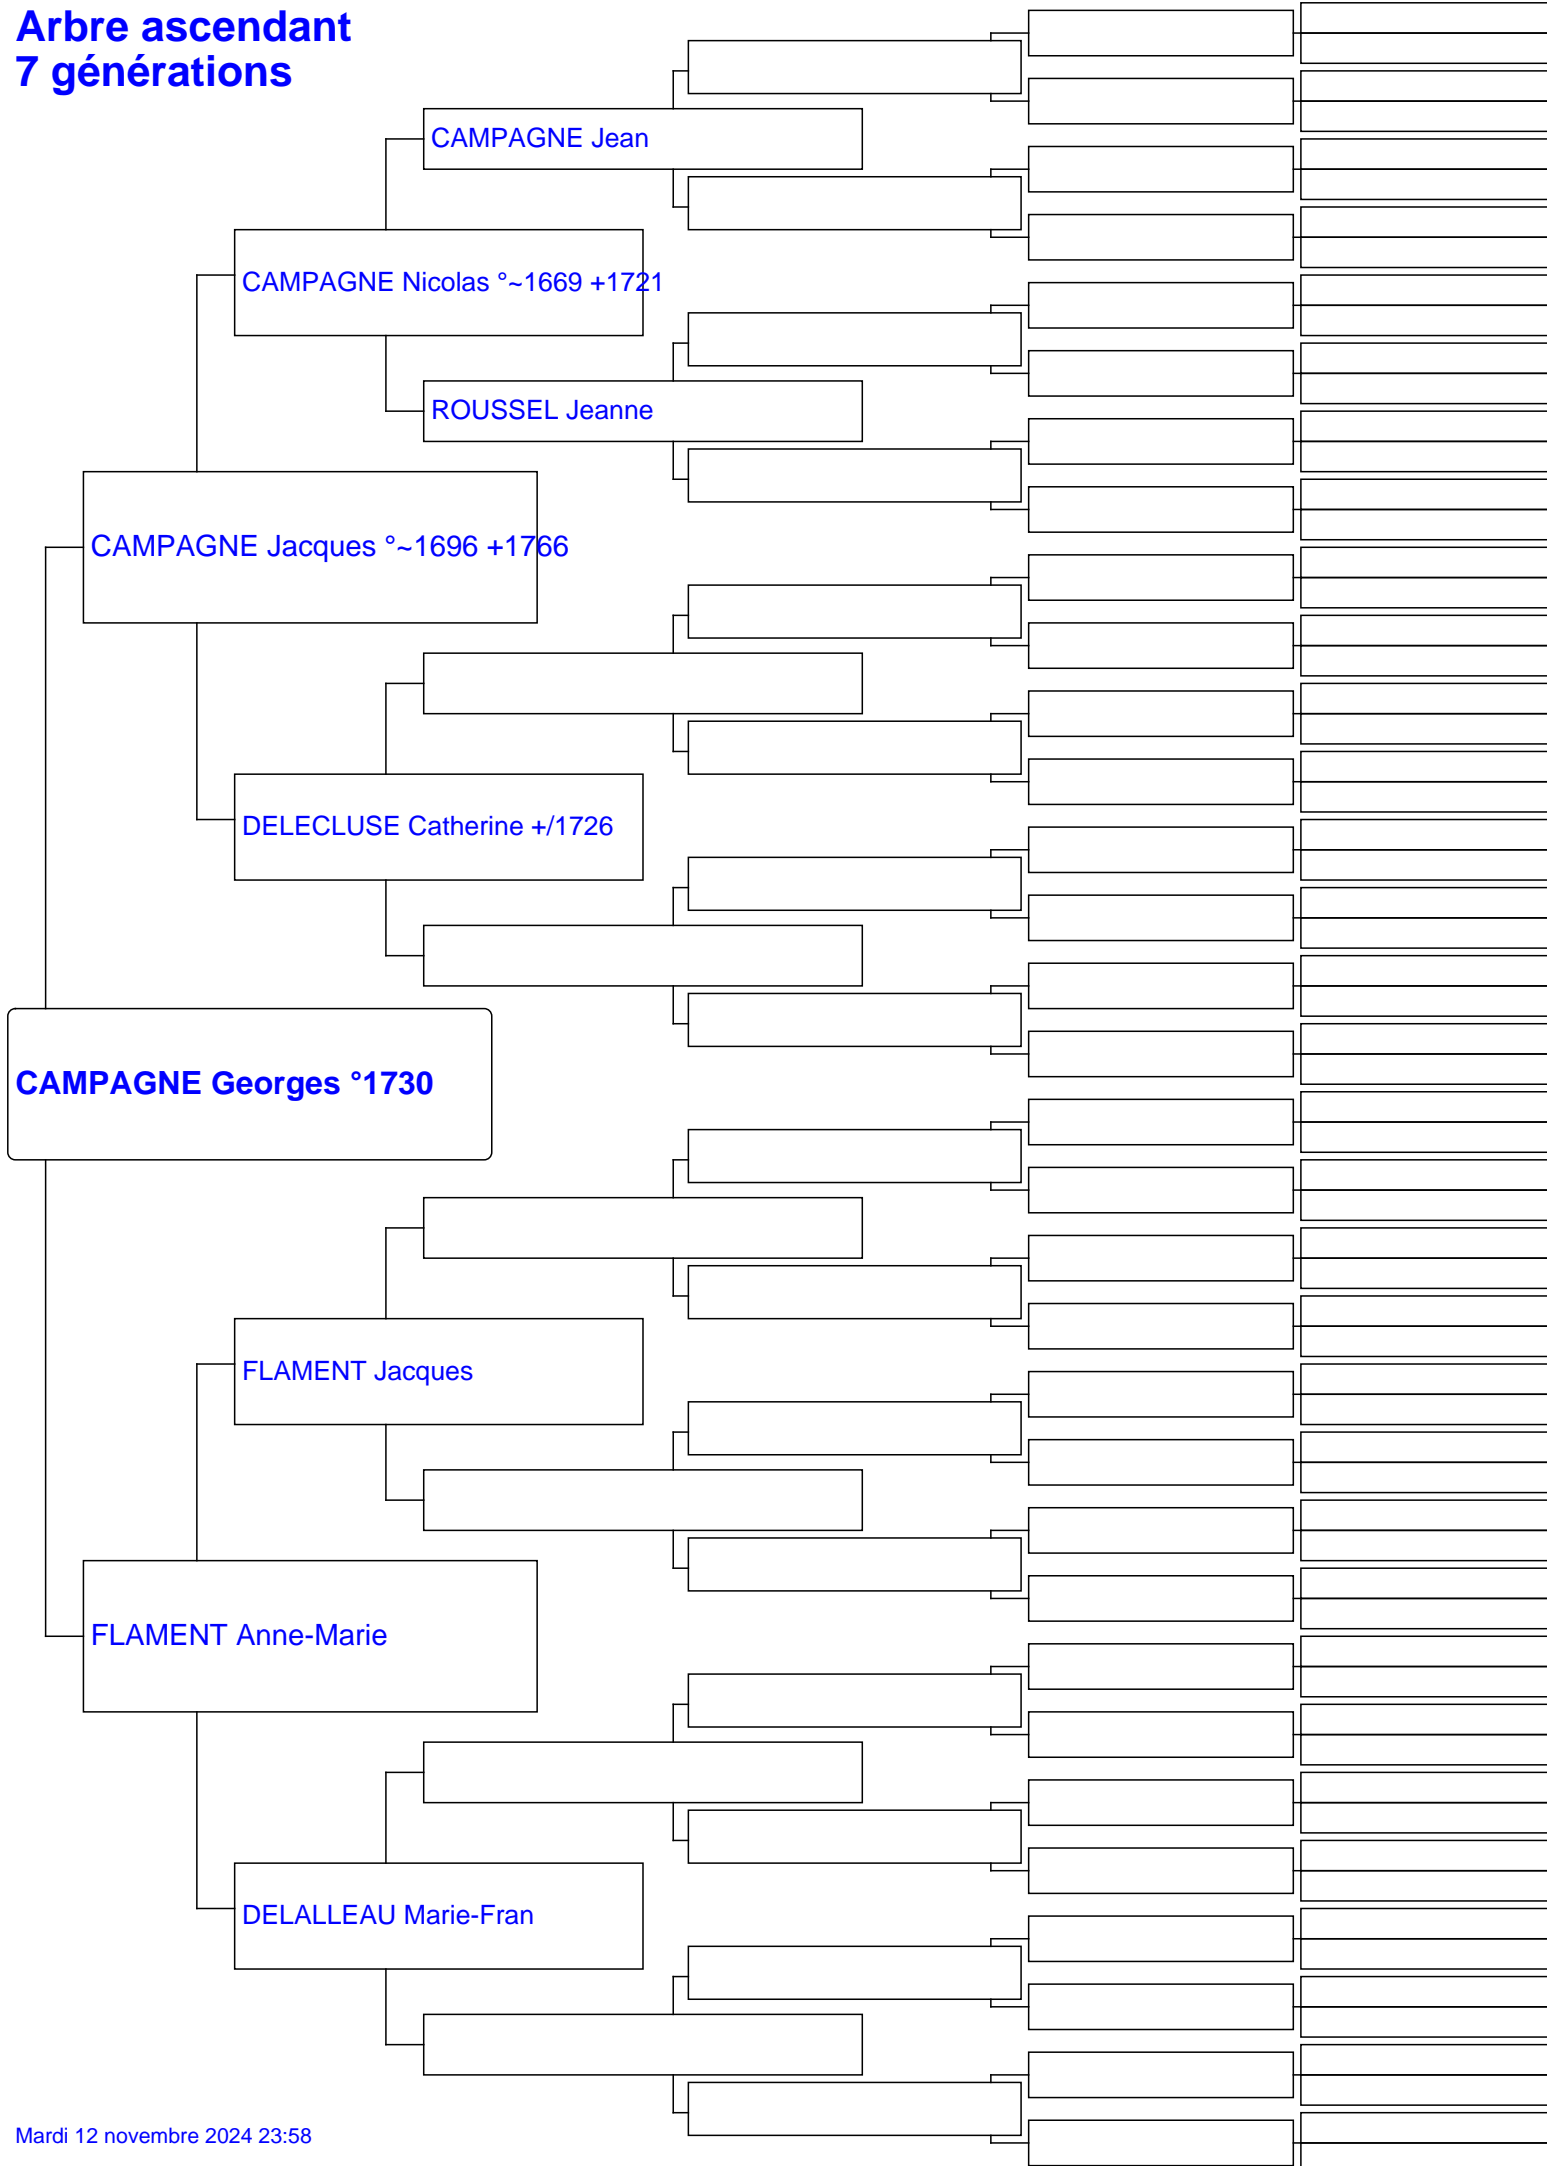 Arbre ascendant
7 générations
CAMPAGNE Jean
CAMPAGNE Nicolas °~1669 +1721
ROUSSEL Jeanne
CAMPAGNE Jacques °~1696 +1766
DELECLUSE Catherine +/1726
CAMPAGNE Georges °1730
FLAMENT Jacques
FLAMENT Anne-Marie
DELALLEAU Marie-Fran
Mardi 12 novembre 2024 23:58